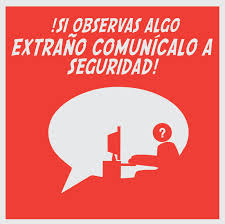 !SI OBSERVAS ALGO
EXTRAÑO COMUNÍCALO A
SEGURIDAD!
?